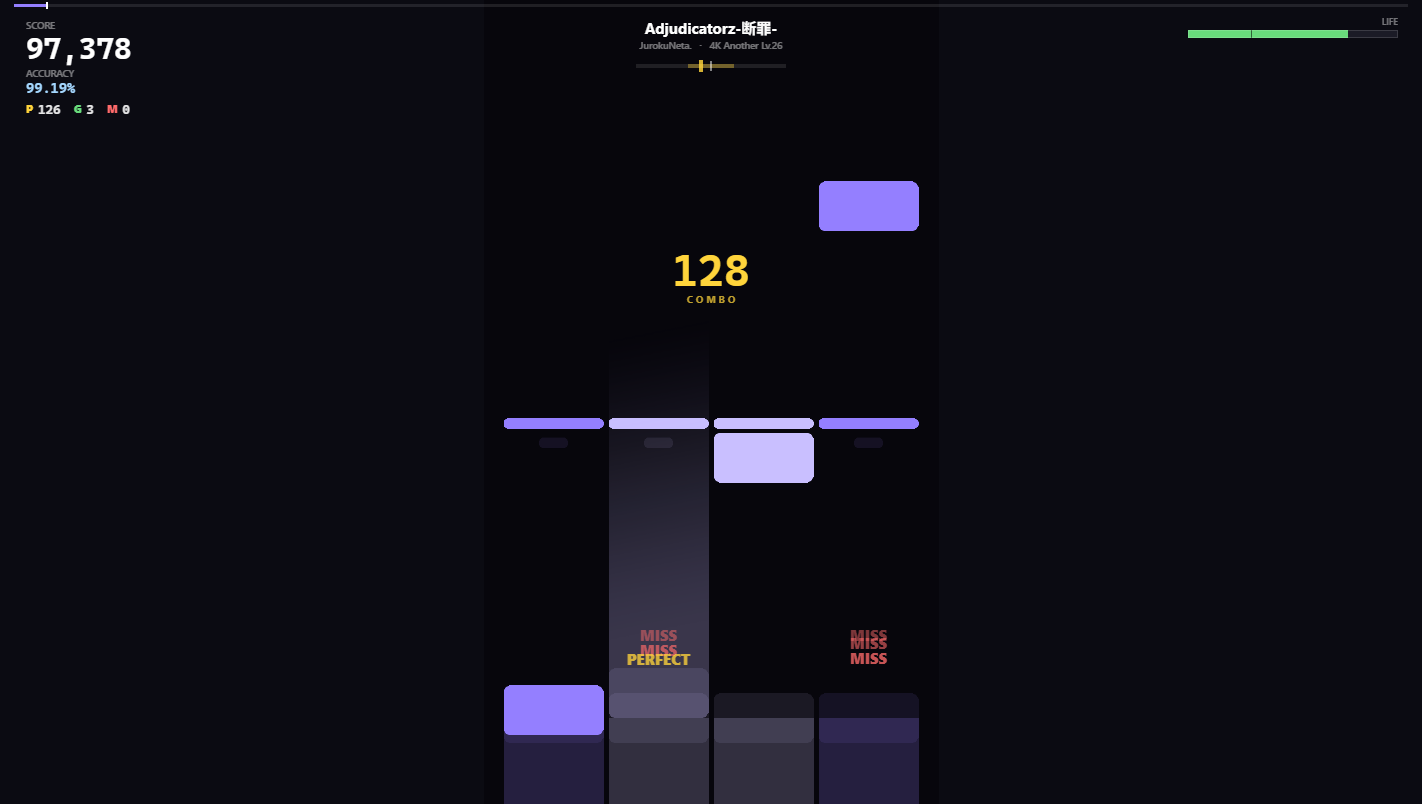 SCORE
97,378
ACCURACY
99.19%
P 126 G 3 M 0
Adjudicatorz-断罪-
JurokuNeta. · 4K Another Lv.26
LIFE
128
COMBO
MISS
MISS
PERFECT
MISS
MISS
MISS